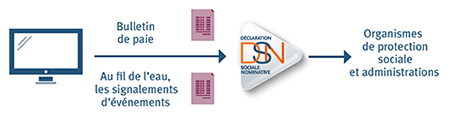 Bulletin
de paie
Au fil de l'eau,
les signalements
d'événements
DÉCLARATION
DSN
SOCIALE
NOMINATIVE
Organismes
de protection
sociale
et administrations